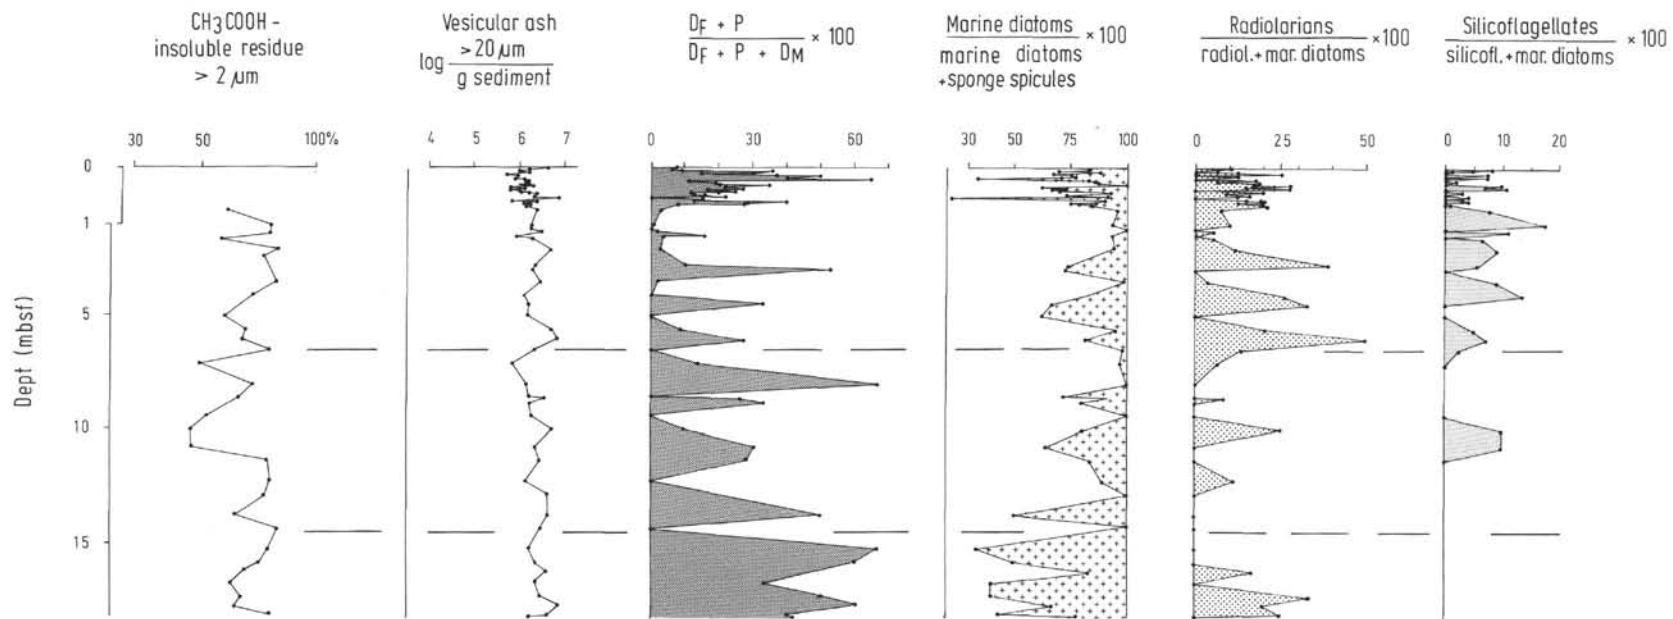 CH3COOH -
insoluble residue
> 2 µm
Vesicular ash
log > 20 µm
g sediment
DF + P
DF + P + DM × 100
Marine diatoms
marine diatoms × 100
+sponge spicules
Radiolarians
radiol.+mar. diatoms ×100
Silicoflagellates
silicofl.+mar. diatoms × 100
30 50 100%
4 5 6 7
0 30 60
30 50 75 100
0 25 50
0 10 20
Dept (mbsf)
0
1
5
10
15